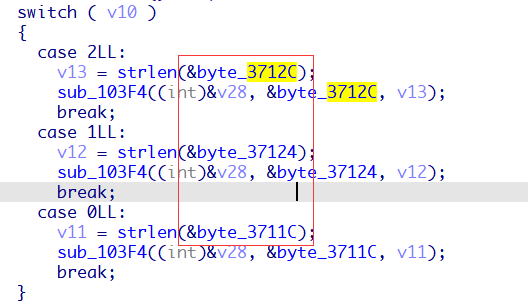 switch ( v10 )
{
case 2LL:
v13 = strlen(&byte_3712C);
sub_103F4((int)&v28, &byte_3712C, v13);
break;
case 1LL:
v12 = strlen(&byte_37124);
sub_103F4((int)&v28, &byte_37124, v12);
break;
case 0LL:
v11 = strlen(&byte_3711C);
sub_103F4((int)&v28, &byte_3711C, v11);
break;
}